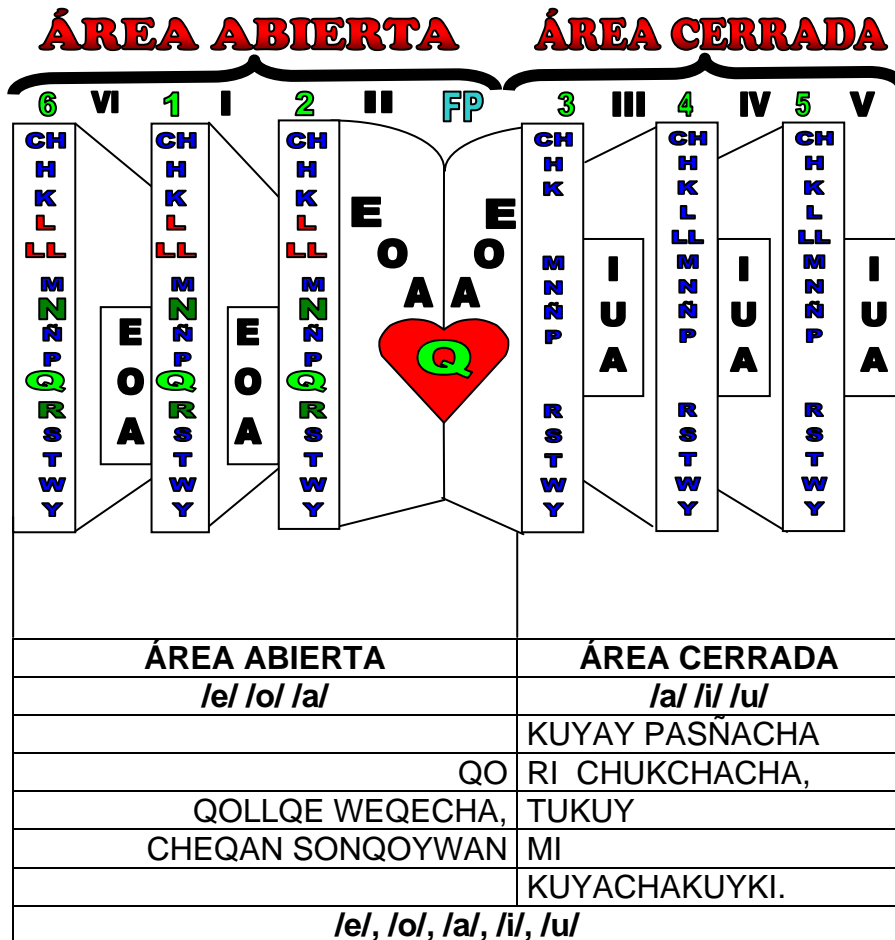 ÁREA ABIERTA ÁREA CERRADA
6 VI 1 I 2 II FP 3 III 4 IV 5 V
CH CH CH CH CH CH
H H H H H H
K K K K K K
L L L L L
LL LL LL LL LL
M M M M M M
N N N N N N
Ñ Ñ Ñ Ñ Ñ Ñ
P P P P P P
Q Q Q
R R R R R R
S S S S S S
T T T T T T
W W W W W W
Y Y Y Y Y Y
E E E E I I I
O O O O U U U
A A A A A A A
Q
ÁREA ABIERTA ÁREA CERRADA
/e/ /o/ /a/ /a/ /i/ /u/
KUYAY PASÑACHA
QO RI CHUKCHACHA,
QOLLQE WEQECHA, TUKUY
CHEQAN SONQOYWAN MI
KUYACHAKUYKI.
/e/, /o/, /a/, /i/, /u/